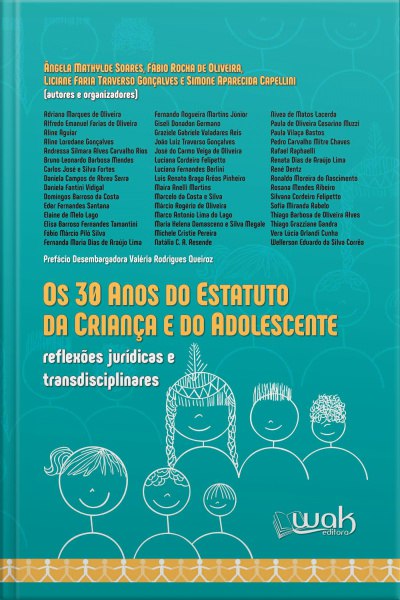 Ângela Mathylde Soares, Fábio Rocha de Oliveira,
Liciane Faria Traverso Gonçalves e Simone Aparecida Capellini
(autores e organizadores)
Adriana Marques de Oliveira
Alfredo Emanuel Farias de Oliveira
Aline Aguiar
Aline Loredane Gonçalves
Andressa Silmara Alves Carvalho Rios
Bruno Leonardo Barbosa Mendes
Carlos José e Silva Fortes
Daniela Campos de Abreu Serra
Daniela Fantini Vidigal
Domingos Barroso da Costa
Eder Fernandes Santana
Elaine de Melo Lago
Elisa Barroso Fernandes Tamantini
Fábio Márcio Piló Silva
Fernanda Maria Dias de Araújo Lima
Fernando Nogueira Martins Júnior
Giseli Donadon Germano
Graziele Gabriele Valadares Reis
João Luiz Traverso Gonçalves
José do Carmo Veiga de Oliveira
Luciana Cordeiro Felipetto
Luciana Fernandes Berlini
Luis Renato Braga Arêas Pinheiro
Maíra Anelli Martins
Marcelo da Costa e Silva
Márcio Rogério de Oliveira
Marco Antonio Lima do Lago
Maria Helena Damasceno e Silva Megale
Michele Cristie Pereira
Natália C. A. Resende
Nívea de Matos Lacerda
Paula de Oliveira Cesarino Muzzi
Paula Vilaça Bastos
Pedro Carvalho Mitre Chaves
Rafael Raphaelli
Renata Dias de Araújo Lima
René Dentz
Ronaldo Moreira do Nascimento
Rosana Mendes Ribeiro
Silvana Cordeiro Felipetto
Sofia Miranda Rabelo
Thiago Barbosa de Oliveira Alves
Thiago Grazziane Gandra
Vera Lúcia Orlandi Cunha
Wellerson Eduardo da Silva Corrêa
Prefácio Desembargadora Valéria Rodrigues Queiroz
Os 30 Anos do Estatuto
da Criança e do Adolescente
reflexões jurídicas e
transdisciplinares
wak
editora